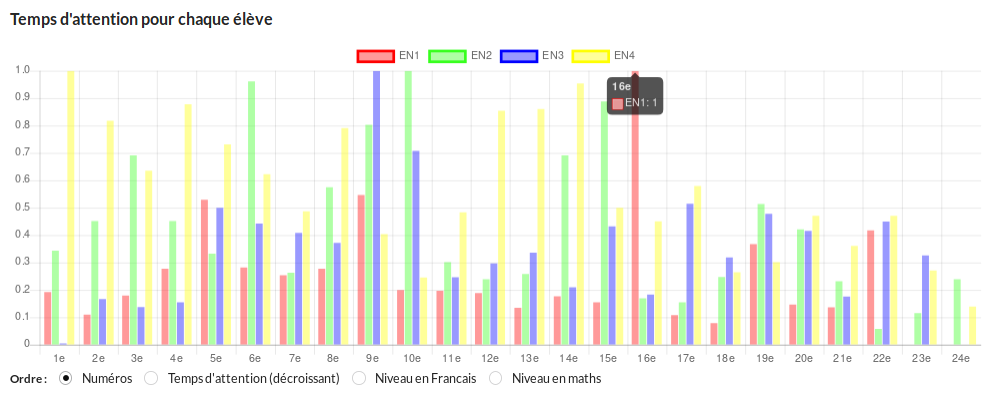 Temps d'attention pour chaque élève
EN1 EN2 EN3 EN4
1.0
0.9
0.8
0.7
0.6
0.5
0.4
0.3
0.2
0.1
0
16e
EN1: 1
1e 2e 3e 4e 5e 6e 7e 8e 9e 10e 11e 12e 13e 14e 15e 16e 17e 18e 19e 20e 21e 22e 23e 24e
Ordre : Numéros Temps d'attention (décroissant) Niveau en Francais Niveau en maths